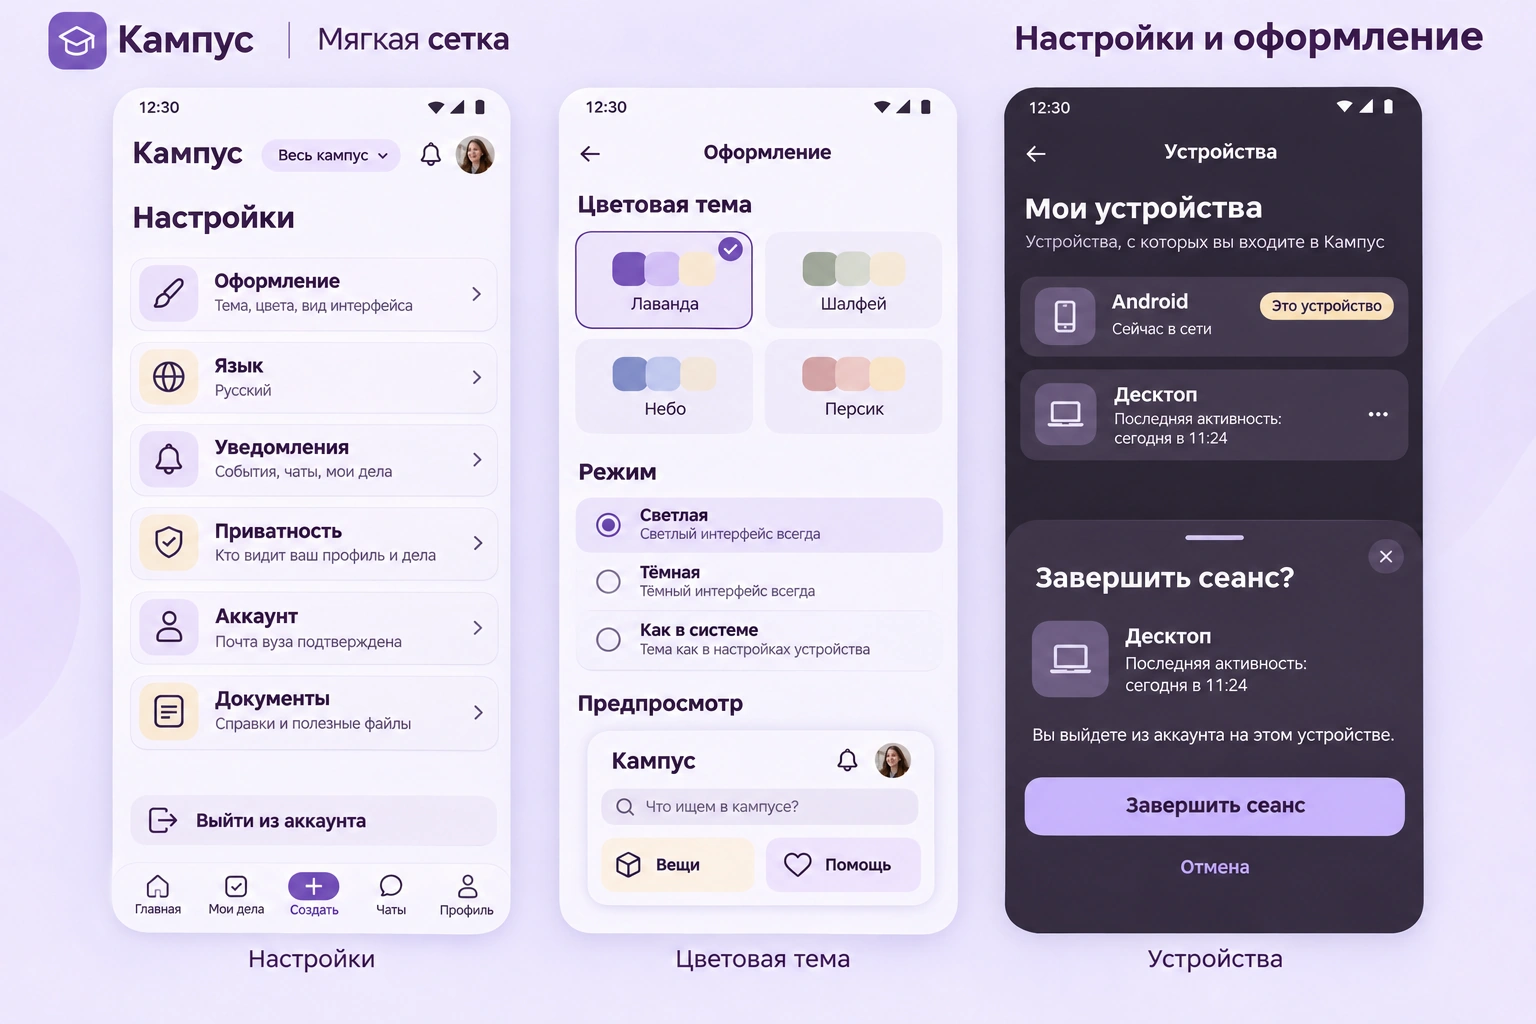 Кампус
Мягкая сетка
Настройки и оформление
12:30
Кампус
Весь кампус
Настройки
Оформление
Тема, цвета, вид интерфейса
Язык
Русский
Уведомления
События, чаты, мои дела
Приватность
Кто видит ваш профиль и дела
Аккаунт
Почта вуза подтверждена
Документы
Справки и полезные файлы
Выйти из аккаунта
Главная
Мои дела
Создать
Чаты
Профиль
Настройки
12:30
Оформление
Цветовая тема
Лаванда
Шалфей
Небо
Персик
Режим
Светлая
Светлый интерфейс всегда
Тёмная
Тёмный интерфейс всегда
Как в системе
Тема как в настройках устройства
Предпросмотр
Кампус
Что ищем в кампусе?
Вещи
Помощь
Цветовая тема
12:30
Устройства
Мои устройства
Устройства, с которых вы входите в Кампус
Android
Сейчас в сети
Это устройство
Десктоп
Последняя активность:
сегодня в 11:24
Завершить сеанс?
Десктоп
Последняя активность:
сегодня в 11:24
Вы выйдете из аккаунта на этом устройстве.
Завершить сеанс
Отмена
Устройства